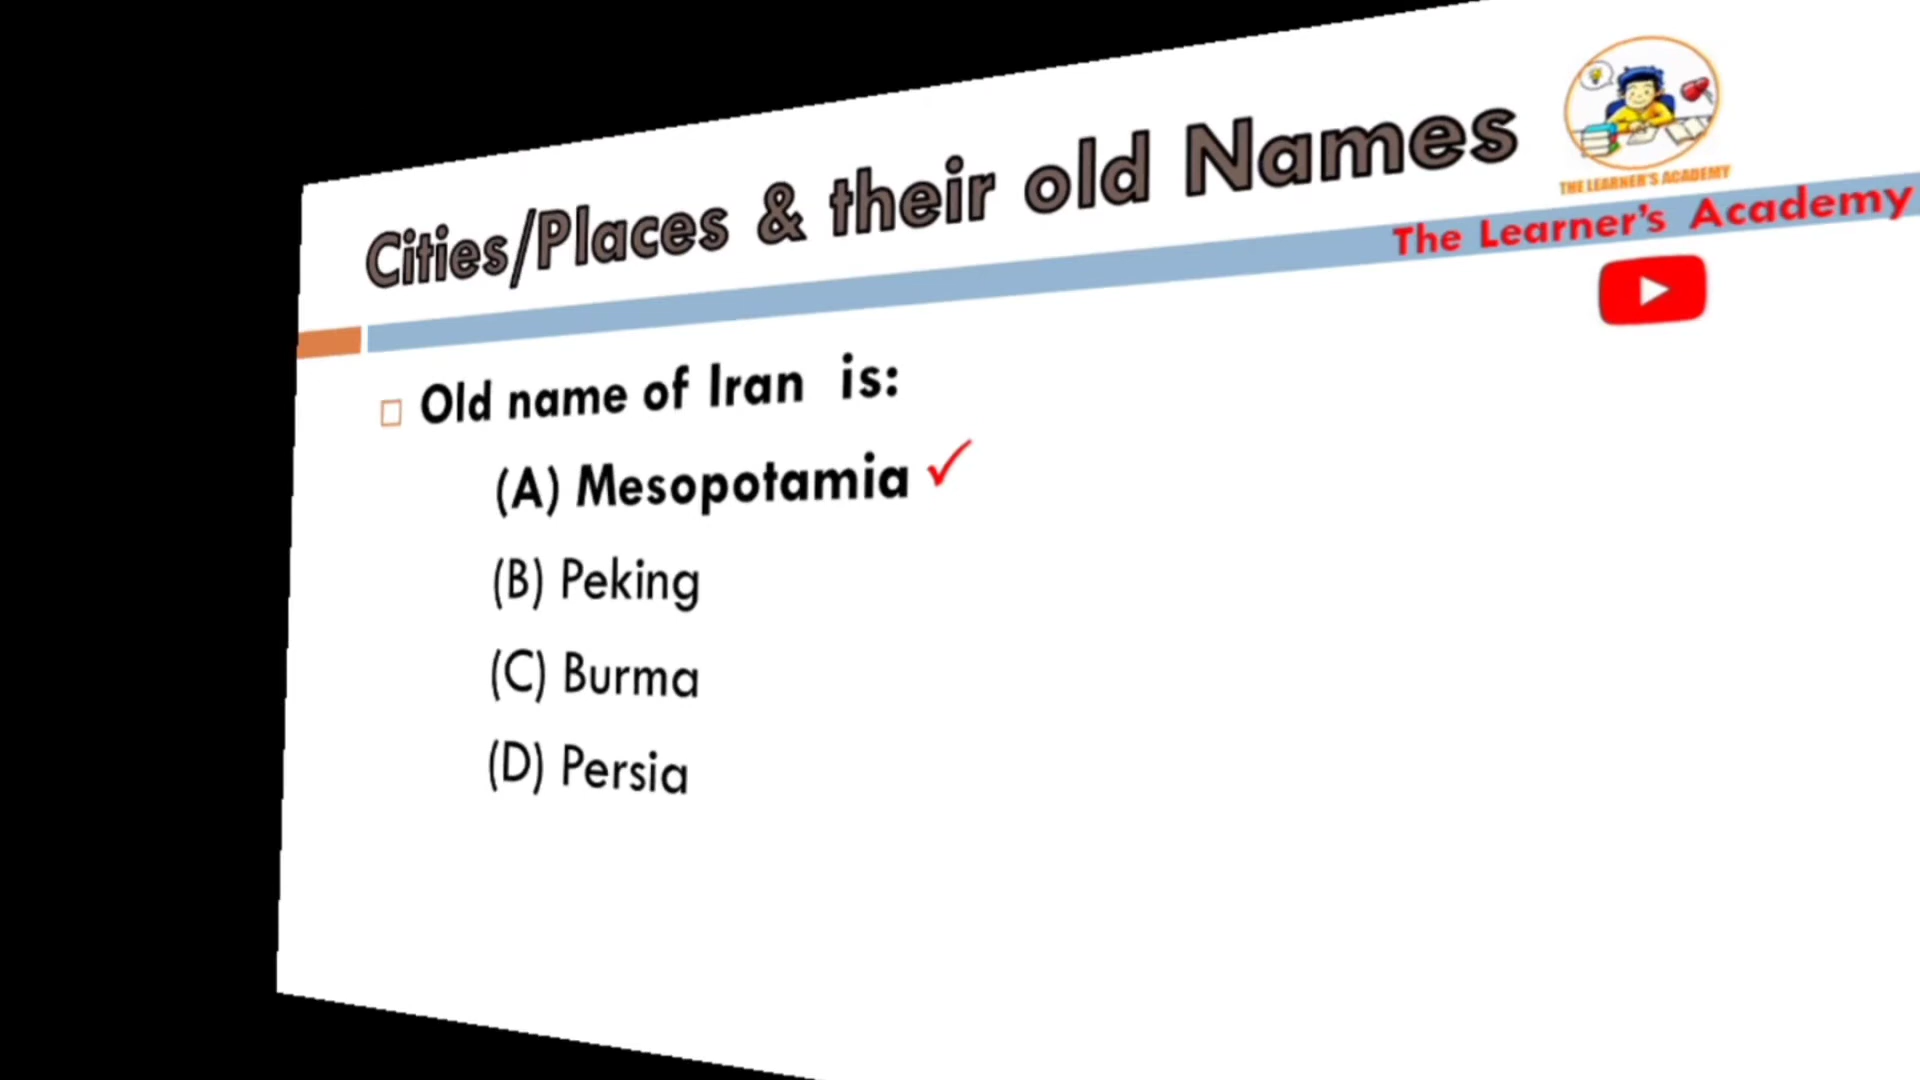 Cities/Places & their old Names
THE LEARNER'S ACADEMY
The Learner's Academy
Old name of Iran is:
(A) Mesopotamia
(B) Peking
(C) Burma
(D) Persia